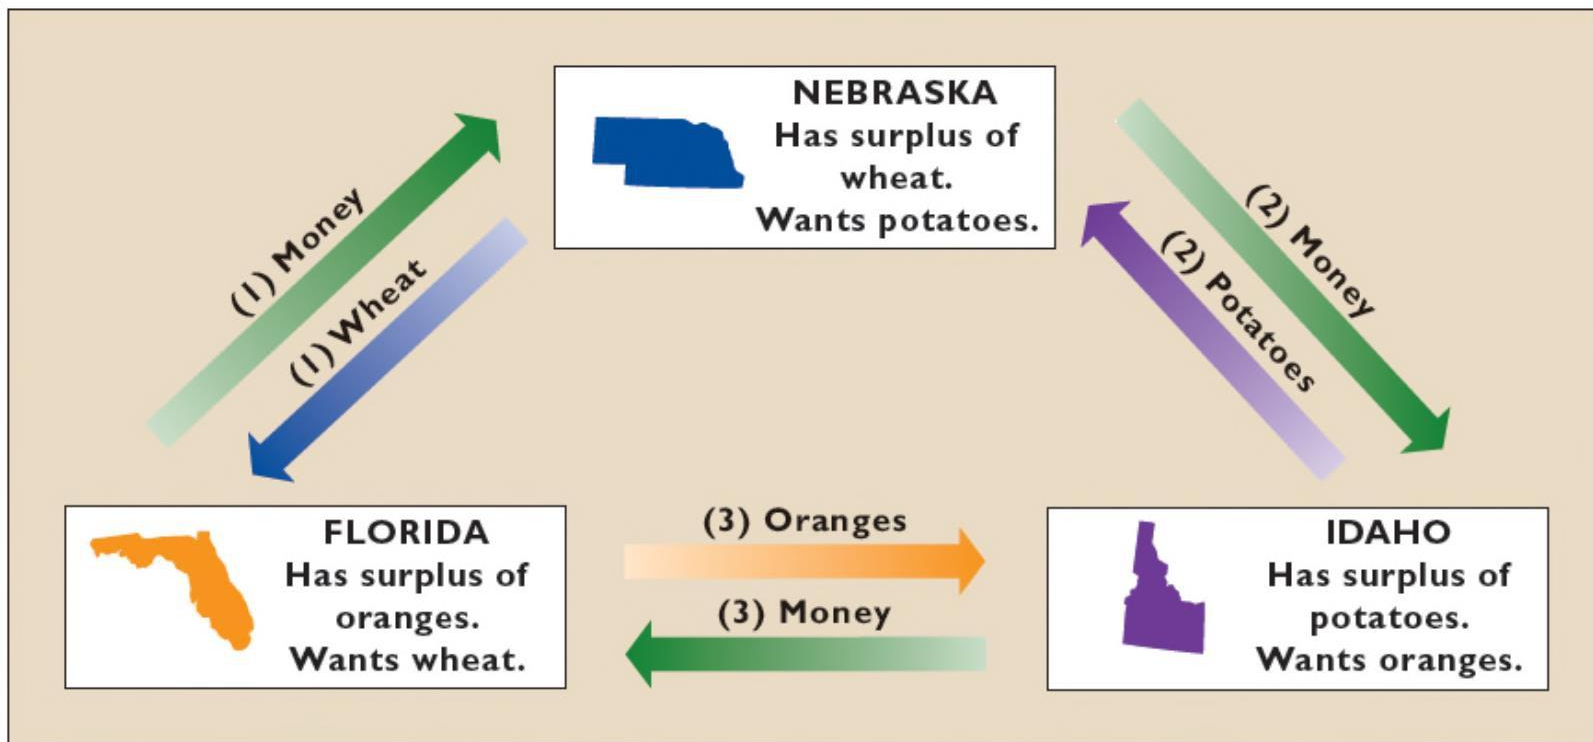 NEBRASKA
Has surplus of
wheat.
Wants potatoes.
(1) Money
(1) Wheat
(2) Money
(2) Potatoes
FLORIDA
Has surplus of
oranges.
Wants wheat.
(3) Oranges
(3) Money
IDAHO
Has surplus of
potatoes.
Wants oranges.